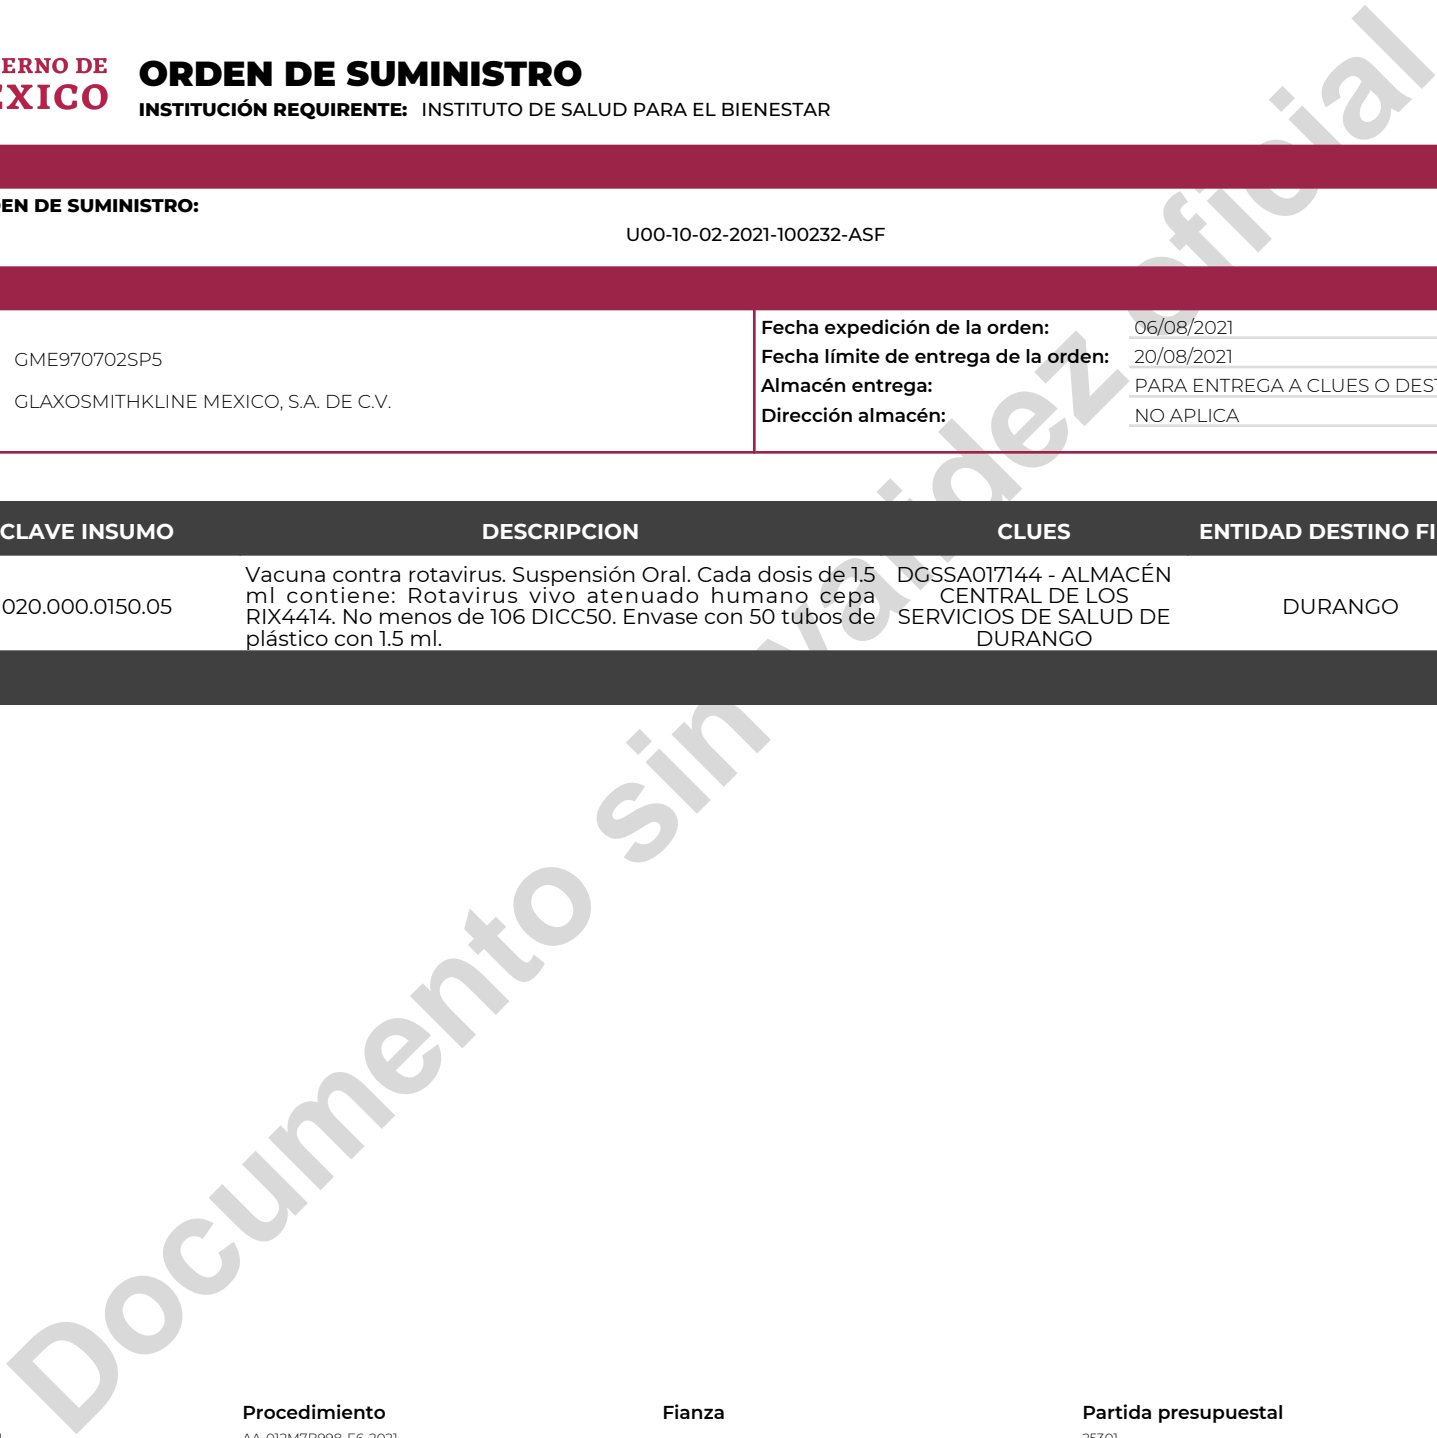 ERNO DE
EXICO
ORDEN DE SUMINISTRO
INSTITUCIÓN REQUIRENTE: INSTITUTO DE SALUD PARA EL BIENESTAR
EN DE SUMINISTRO:
U00-10-02-2021-100232-ASF
GME970702SP5
GLAXOSMITHKLINE MEXICO, S.A. DE C.V.
Fecha expedición de la orden: 06/08/2021
Fecha límite de entrega de la orden: 20/08/2021
Almacén entrega: PARA ENTREGA A CLUES O DEST
Dirección almacén: NO APLICA
CLAVE INSUMO DESCRIPCION CLUES ENTIDAD DESTINO FI
020.000.0150.05
Vacuna contra rotavirus. Suspensión Oral. Cada dosis de 1.5
ml contiene: Rotavirus vivo atenuado humano cepa
RIX4414. No menos de 106 DICC50. Envase con 50 tubos de
plástico con 1.5 ml.
DGSSA017144 - ALMACÉN
CENTRAL DE LOS
SERVICIOS DE SALUD DE
DURANGO
DURANGO
Documento sin validez oficial
Procedimiento Fianza Partida presupuestal